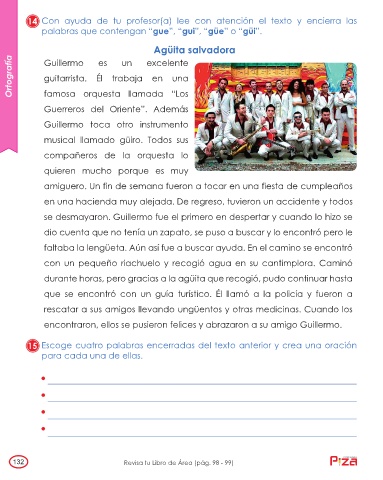 14 Con ayuda de tu profesor(a) lee con atención el texto y encierra las
palabras que contengan "gue", "gui", "güe" o "güi".
Ortografía
Agüita salvadora
Guillermo es un excelente
guitarrista. Él trabaja en una
famosa orquesta llamada "Los
Guerreros del Oriente". Además
Guillermo toca otro instrumento
musical llamado güiro. Todos sus
compañeros de la orquesta lo
quieren mucho porque es muy
amiguero. Un fin de semana fueron a tocar en una fiesta de cumpleaños
en una hacienda muy alejada. De regreso, tuvieron un accidente y todos
se desmayaron. Guillermo fue el primero en despertar y cuando lo hizo se
dio cuenta que no tenía un zapato, se puso a buscar y lo encontró pero le
faltaba la lengüeta. Aún así fue a buscar ayuda. En el camino se encontró
con un pequeño riachuelo y recogió agua en su cantimplora. Caminó
durante horas, pero gracias a la agüita que recogió, pudo continuar hasta
que se encontró con un guía turístico. Él llamó a la policía y fueron a
rescatar a sus amigos llevando ungüentos y otras medicinas. Cuando los
encontraron, ellos se pusieron felices y abrazaron a su amigo Guillermo.
15 Escoge cuatro palabras encerradas del texto anterior y crea una oración
para cada una de ellas.
132
Revisa tu Libro de Área (pág. 98 - 99)